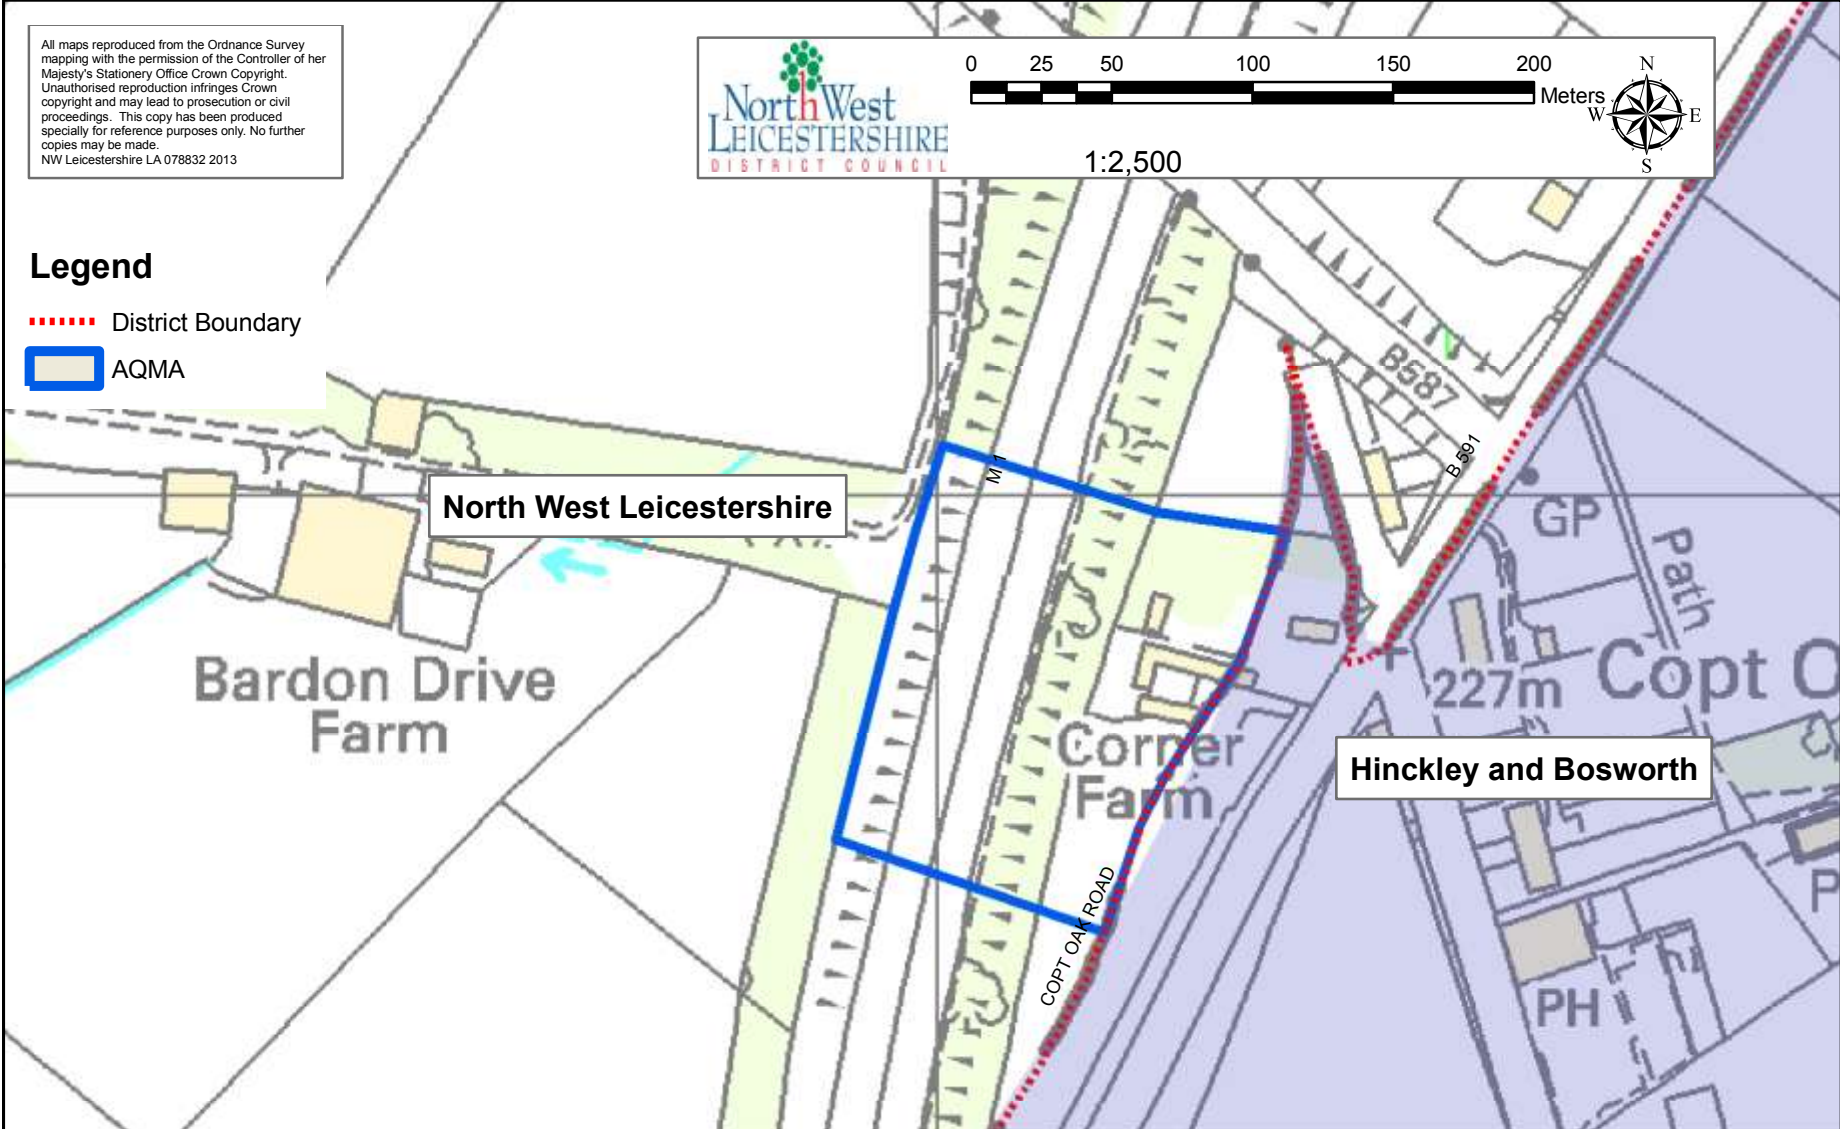 All maps reproduced from the Ordnance Survey
mapping with the permission of the Controller of her
Majesty's Stationery Office Crown Copyright.
Unauthorised reproduction infringes Crown
copyright and may lead to prosecution or civil
proceedings. This copy has been produced
specially for reference purposes only. No further
copies may be made.
NW Leicestershire LA 078832 2013
North West
LEICESTERSHIRE
DISTRICT COUNCIL
0 25 50 100 150 200
Meters
1:2,500
N
W E
S
Legend
District Boundary
AQMA
B587
B 591
M 1
North West Leicestershire
GP
Path
Bardon Drive
Farm
227m
Copt O
Corner
Farm
Hinckley and Bosworth
COPT OAK ROAD
P
PH